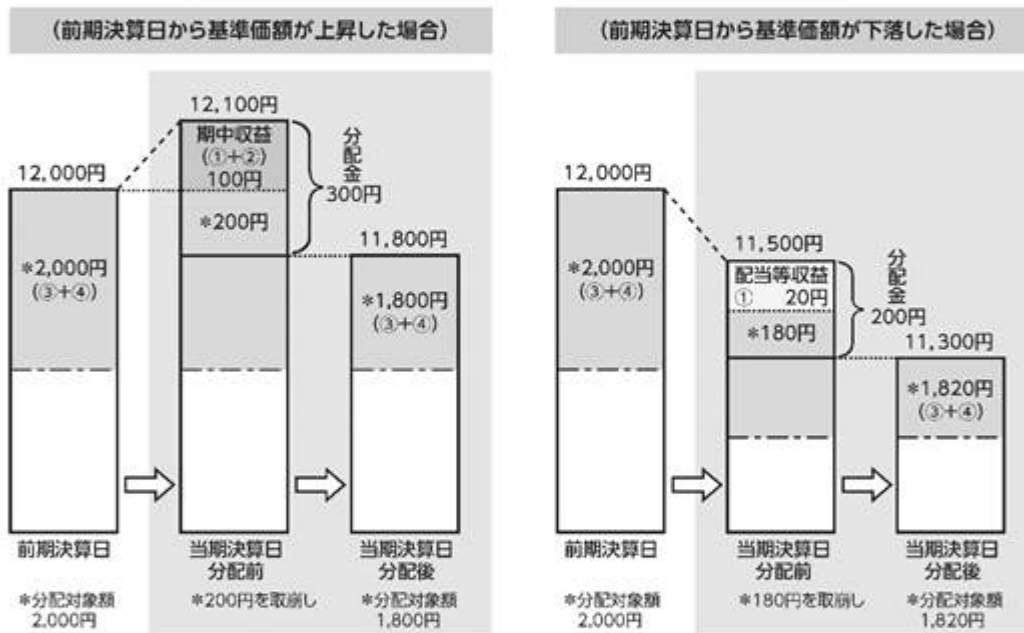 (前期決算日から基準価額が上昇した場合)
12,000円
*2,000円
(③+④)
12,100円
期中収益
(①+②)
100円
*200円
分配金
300円
11,800円
*1,800円
(③+④)
前期決算日
当期決算日
分配前
当期決算日
分配後
*分配対象額
2,000円
*200円を取崩し
*分配対象額
1,800円
(前期決算日から基準価額が下落した場合)
12,000円
*2,000円
(③+④)
11,500円
配当等収益
① 20円
*180円
分配金
200円
11,300円
*1,820円
(③+④)
前期決算日
当期決算日
分配前
当期決算日
分配後
*分配対象額
2,000円
*180円を取崩し
*分配対象額
1,820円